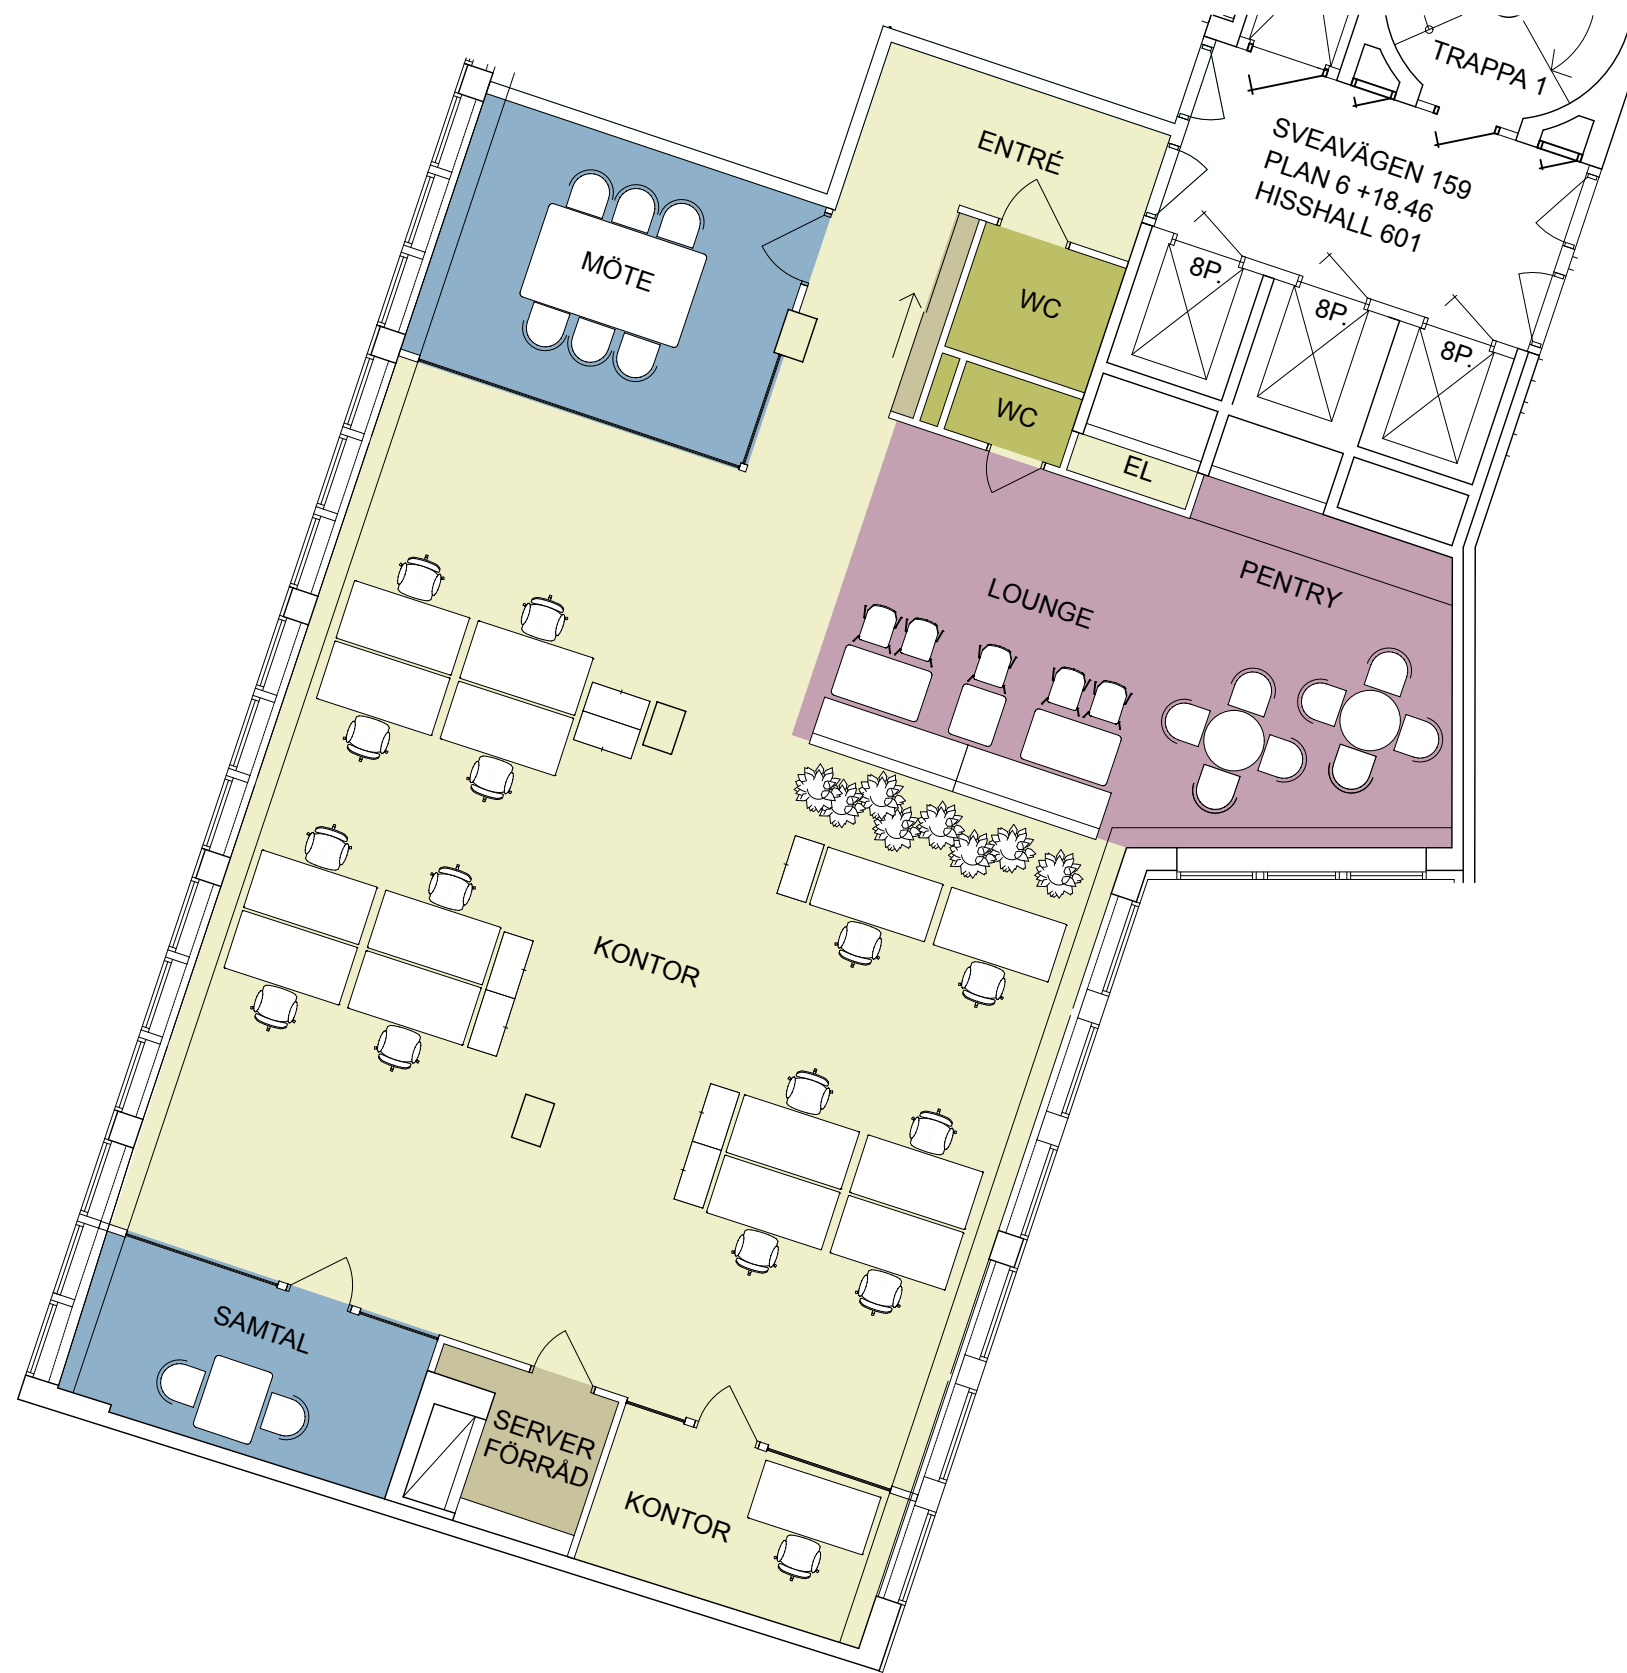 TRAPPA 1
SVEAVÄGEN 159
PLAN 6 +18.46
HISSHALL 601
ENTRÉ
MÖTE
WC
8P.
8P.
8P.
WC
EL
LOUNGE
PENTRY
KONTOR
SAMTAL
SERVER
FÖRRÅD
KONTOR